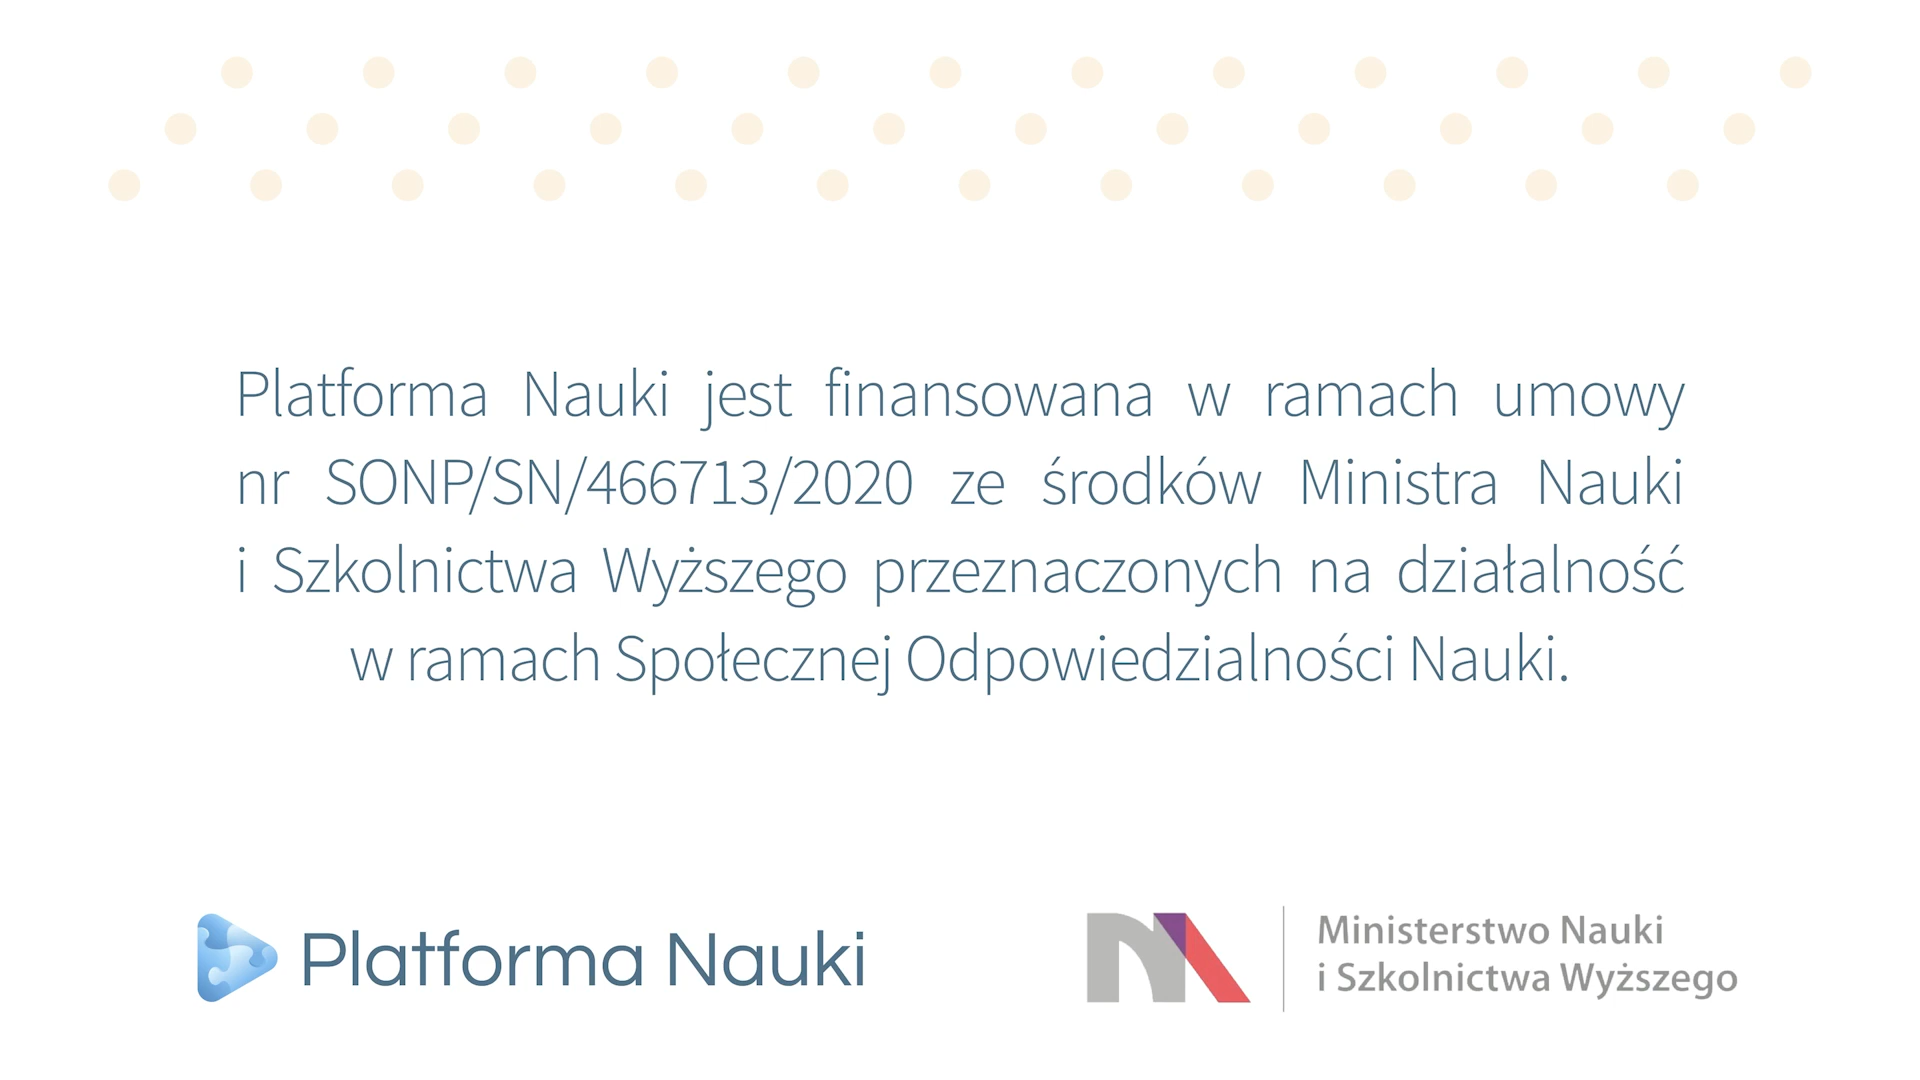 Platforma Nauki jest finansowana w ramach umowy
nr SONP/SN/466713/2020 ze środków Ministra Nauki
i Szkolnictwa Wyższego przeznaczonych na działalność
w ramach Społecznej Odpowiedzialności Nauki.
Platforma Nauki
Ministerstwo Nauki
i Szkolnictwa Wyższego